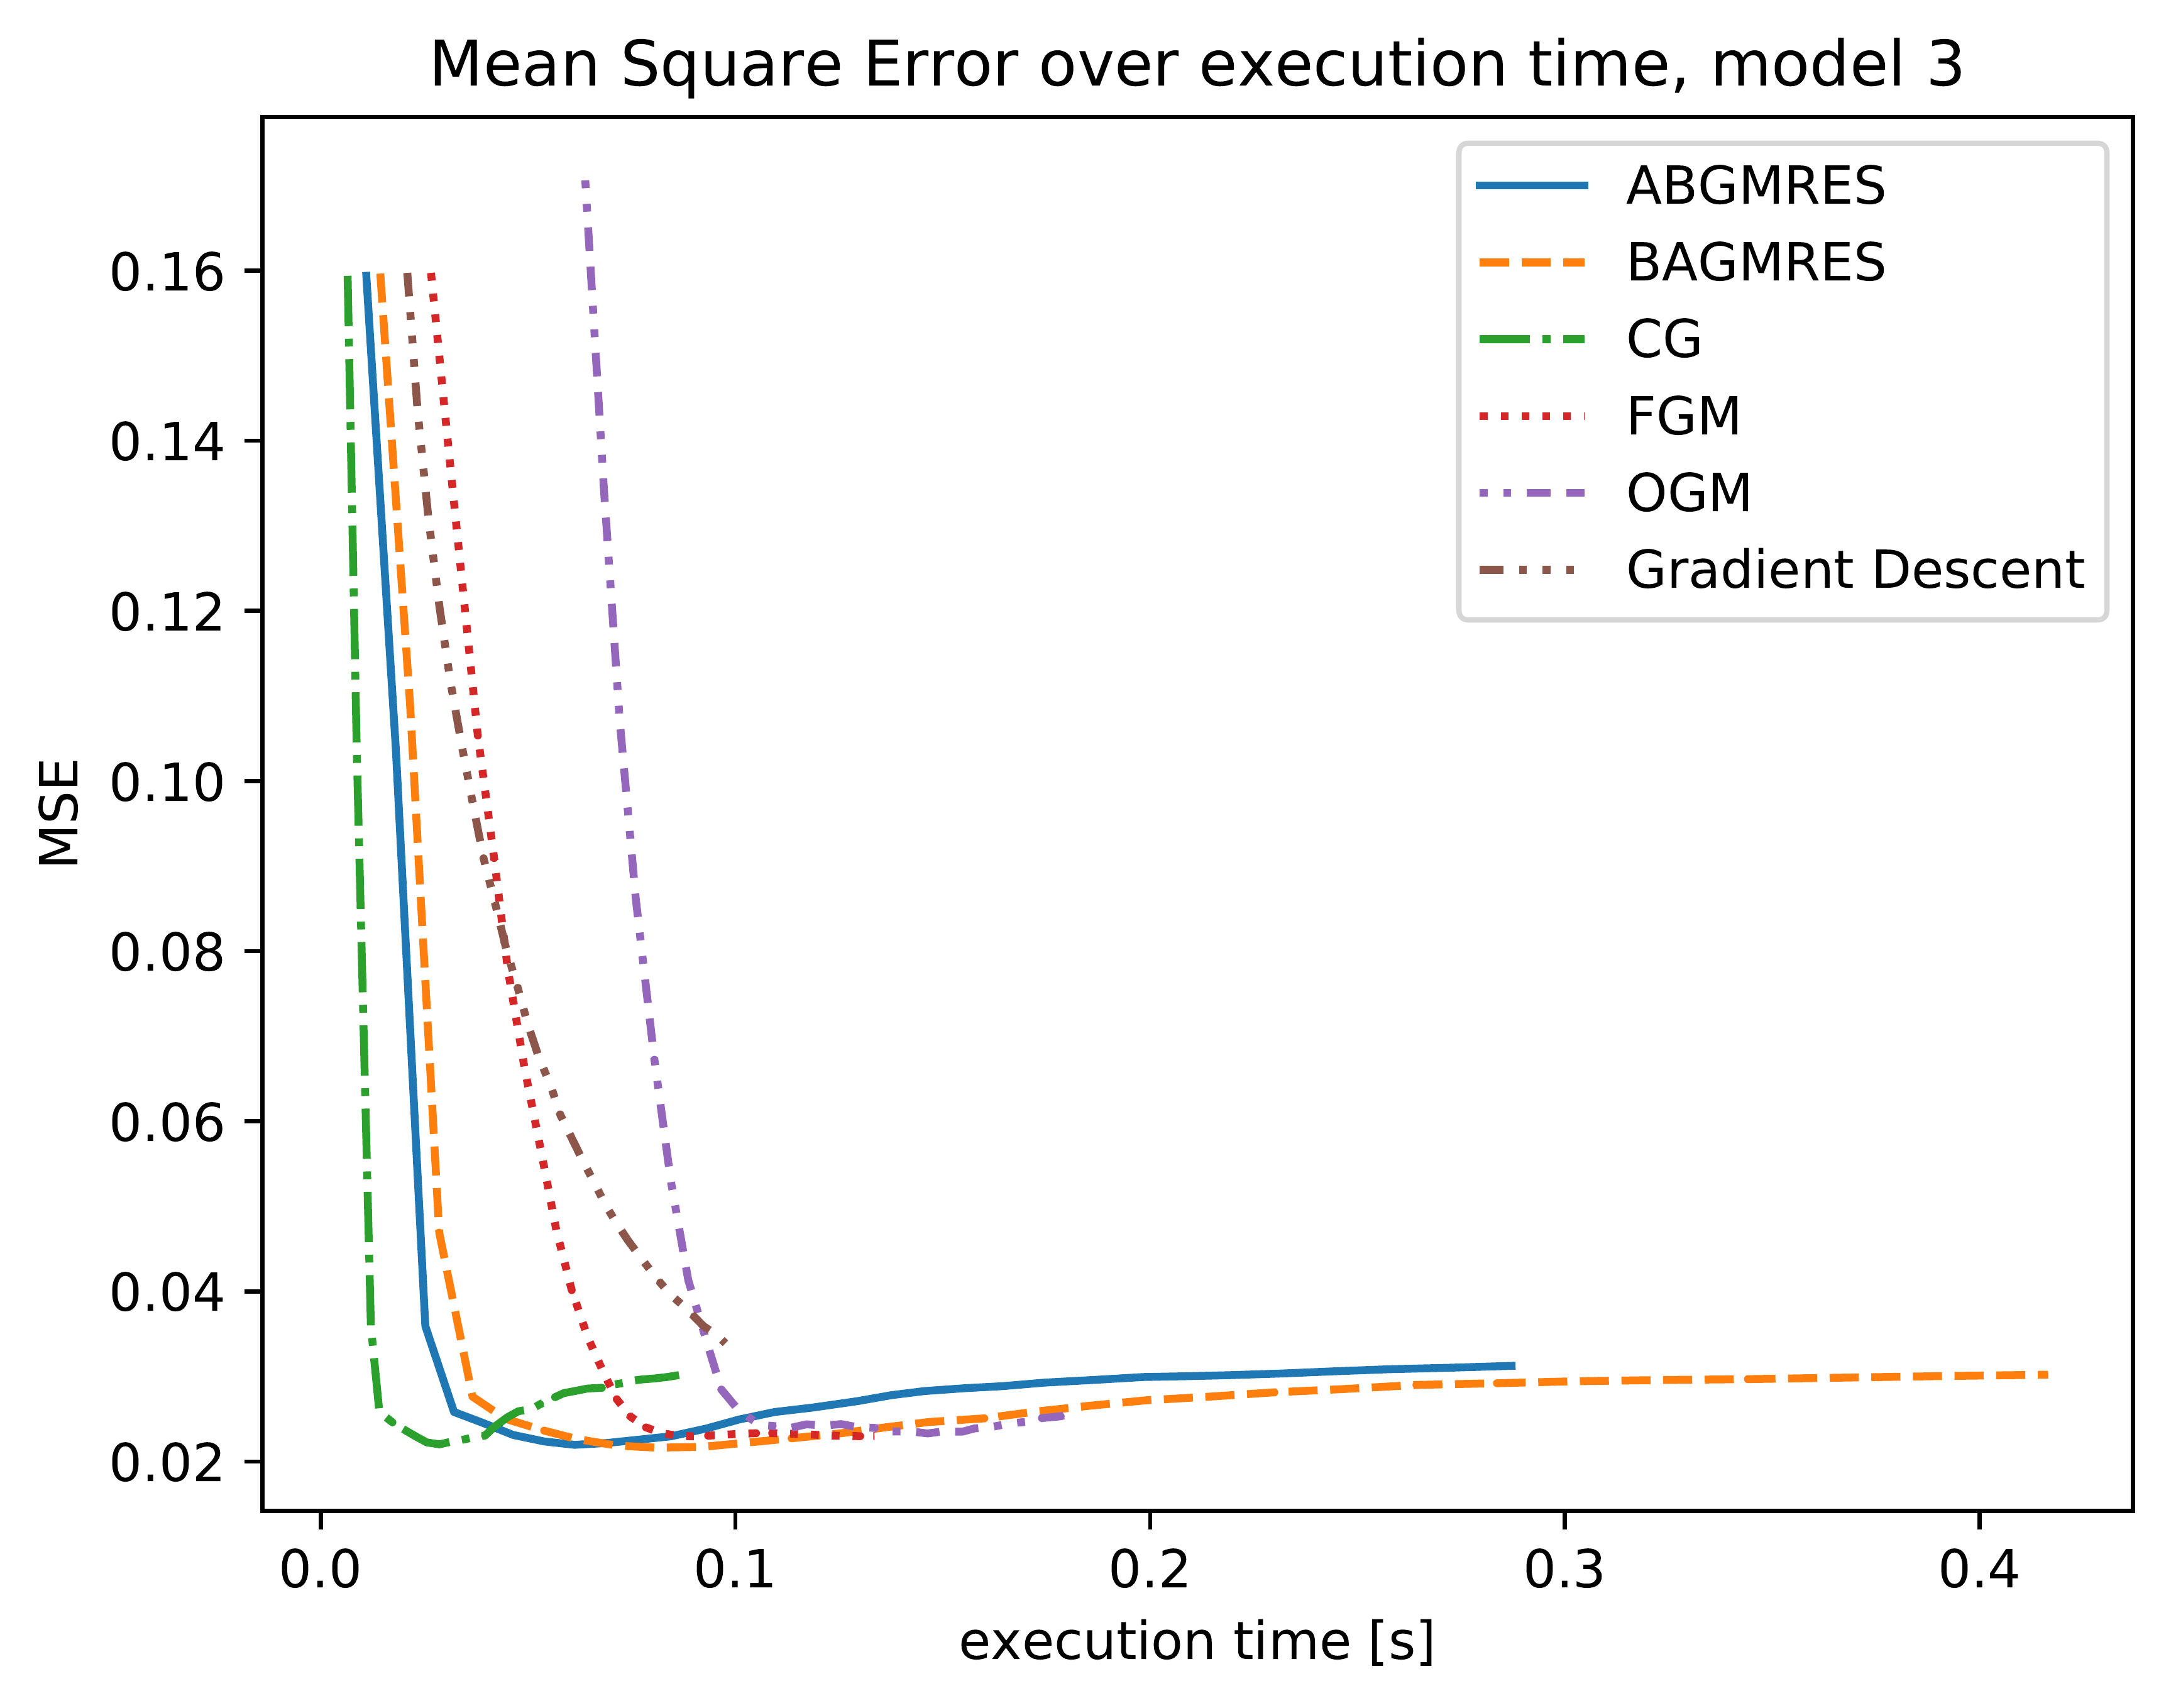 Mean Square Error over execution time, model 3
ABGMRES
BAGMRES
CG
FGM
OGM
Gradient Descent
MSE
0.16
0.14
0.12
0.10
0.08
0.06
0.04
0.02
0.0 0.1 0.2 0.3 0.4
execution time [s]